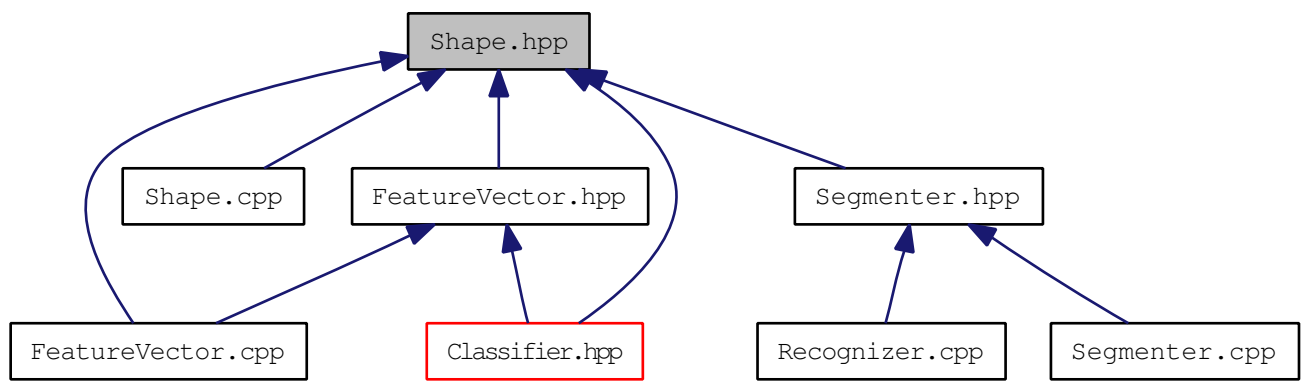 Shape.hpp
Shape.cpp
FeatureVector.hpp
Segmenter.hpp
FeatureVector.cpp
Classifier.hpp
Recognizer.cpp
Segmenter.cpp